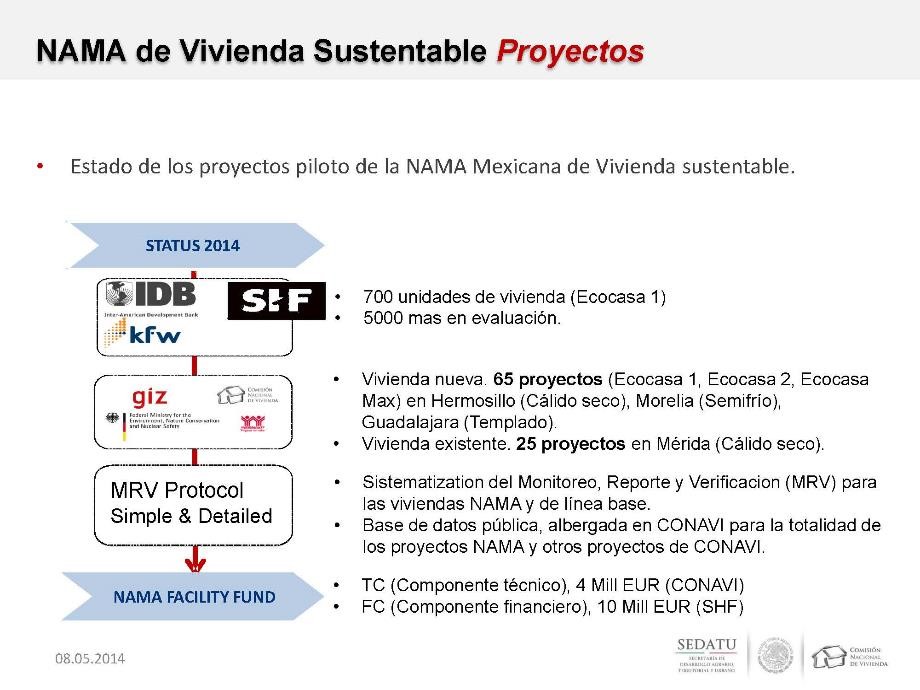 NAMA de Vivienda Sustentable Proyectos
• Estado de los proyectos piloto de la NAMA Mexicana de Vivienda sustentable.
STATUS 2014
IDB
Inter-American Development Bank
kfw
SHF
• 700 unidades de vivienda (Ecocasa 1)
• 5000 mas en evaluación.
giz
COMISIÓN
NACIONAL
DE VIVIENDA
Federal Ministry for the
Environment, Nature Conservation
and Nuclear Safety
• Vivienda nueva. 65 proyectos (Ecocasa 1, Ecocasa 2, Ecocasa
Max) en Hermosillo (Cálido seco), Morelia (Semifrío),
Guadalajara (Templado).
• Vivienda existente. 25 proyectos en Mérida (Cálido seco).
MRV Protocol
Simple & Detailed
• Sistematization del Monitoreo, Reporte y Verificacion (MRV) para
las viviendas NAMA y de línea base.
• Base de datos pública, albergada en CONAVI para la totalidad de
los proyectos NAMA y otros proyectos de CONAVI.
NAMA FACILITY FUND
• TC (Componente técnico), 4 Mill EUR (CONAVI)
• FC (Componente financiero), 10 Mill EUR (SHF)
08.05.2014
SEDATU
SECRETARÍA DE
DESARROLLO AGRARIO,
TERRITORIAL Y URBANO
COMISIÓN
NACIONAL
DE VIVIENDA